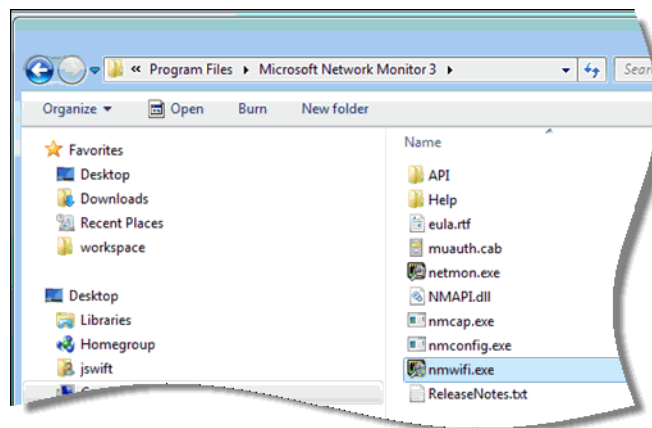 « Program Files ▸ Microsoft Network Monitor 3 ▸
Sear
Organize ▾ Open Burn New folder
Favorites
Desktop
Downloads
Recent Places
workspace
Desktop
Libraries
Homegroup
jswift
Name
API
Help
eula.rtf
muauth.cab
netmon.exe
NMAPI.dll
nmcap.exe
nmconfig.exe
nmwifi.exe
ReleaseNotes.txt